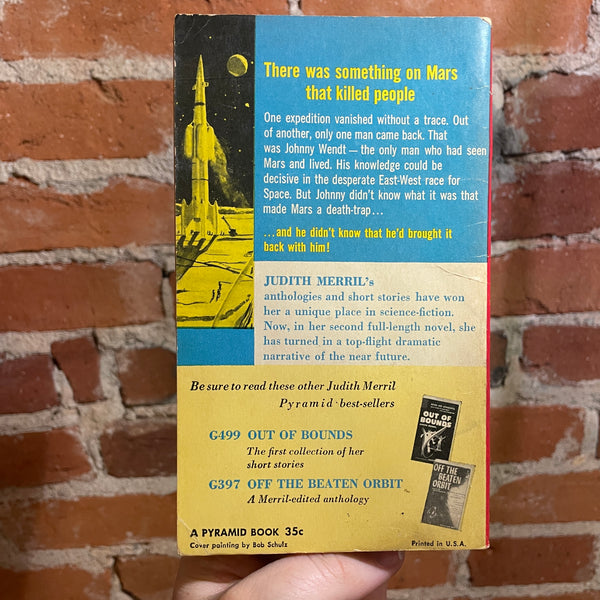 There was something on Mars
that killed people
One expedition vanished without a trace. Out
of another, only one man came back. That
was Johnny Wendt — the only man who had seen
Mars and lived. His knowledge could be
decisive in the desperate East-West race for
Space. But Johnny didn't know what it was that
made Mars a death-trap...
...and he didn't know that he'd brought it
back with him!
JUDITH MERRIL's
anthologies and short stories have won
her a unique place in science-fiction.
Now, in her second full-length novel, she
has turned in a top-flight dramatic
narrative of the near future.
Be sure to read these other Judith Merril
Pyramid best-sellers
G499 OUT OF BOUNDS
The first collection of her
short stories
G397 OFF THE BEATEN ORBIT
A Merril-edited anthology
OUT OF
BOUNDS
OFF THE
BEATEN
ORBIT
A PYRAMID BOOK 35c
Cover painting by Bob Schulz
Printed in U.S.A.